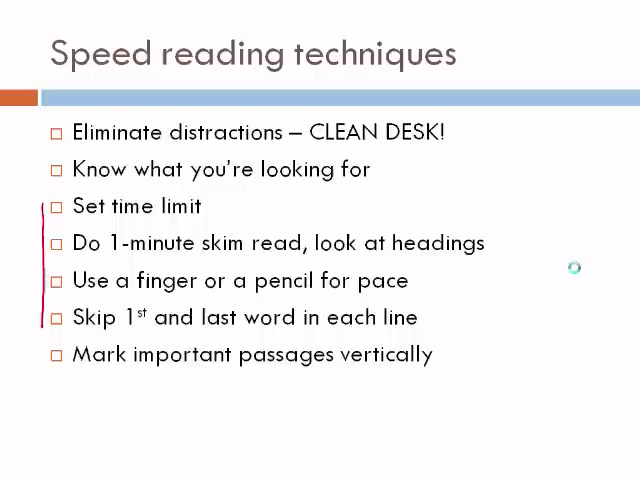 Speed reading techniques
Eliminate distractions – CLEAN DESK!
Know what you're looking for
Set time limit
Do 1-minute skim read, look at headings
Use a finger or a pencil for pace
Skip 1st and last word in each line
Mark important passages vertically